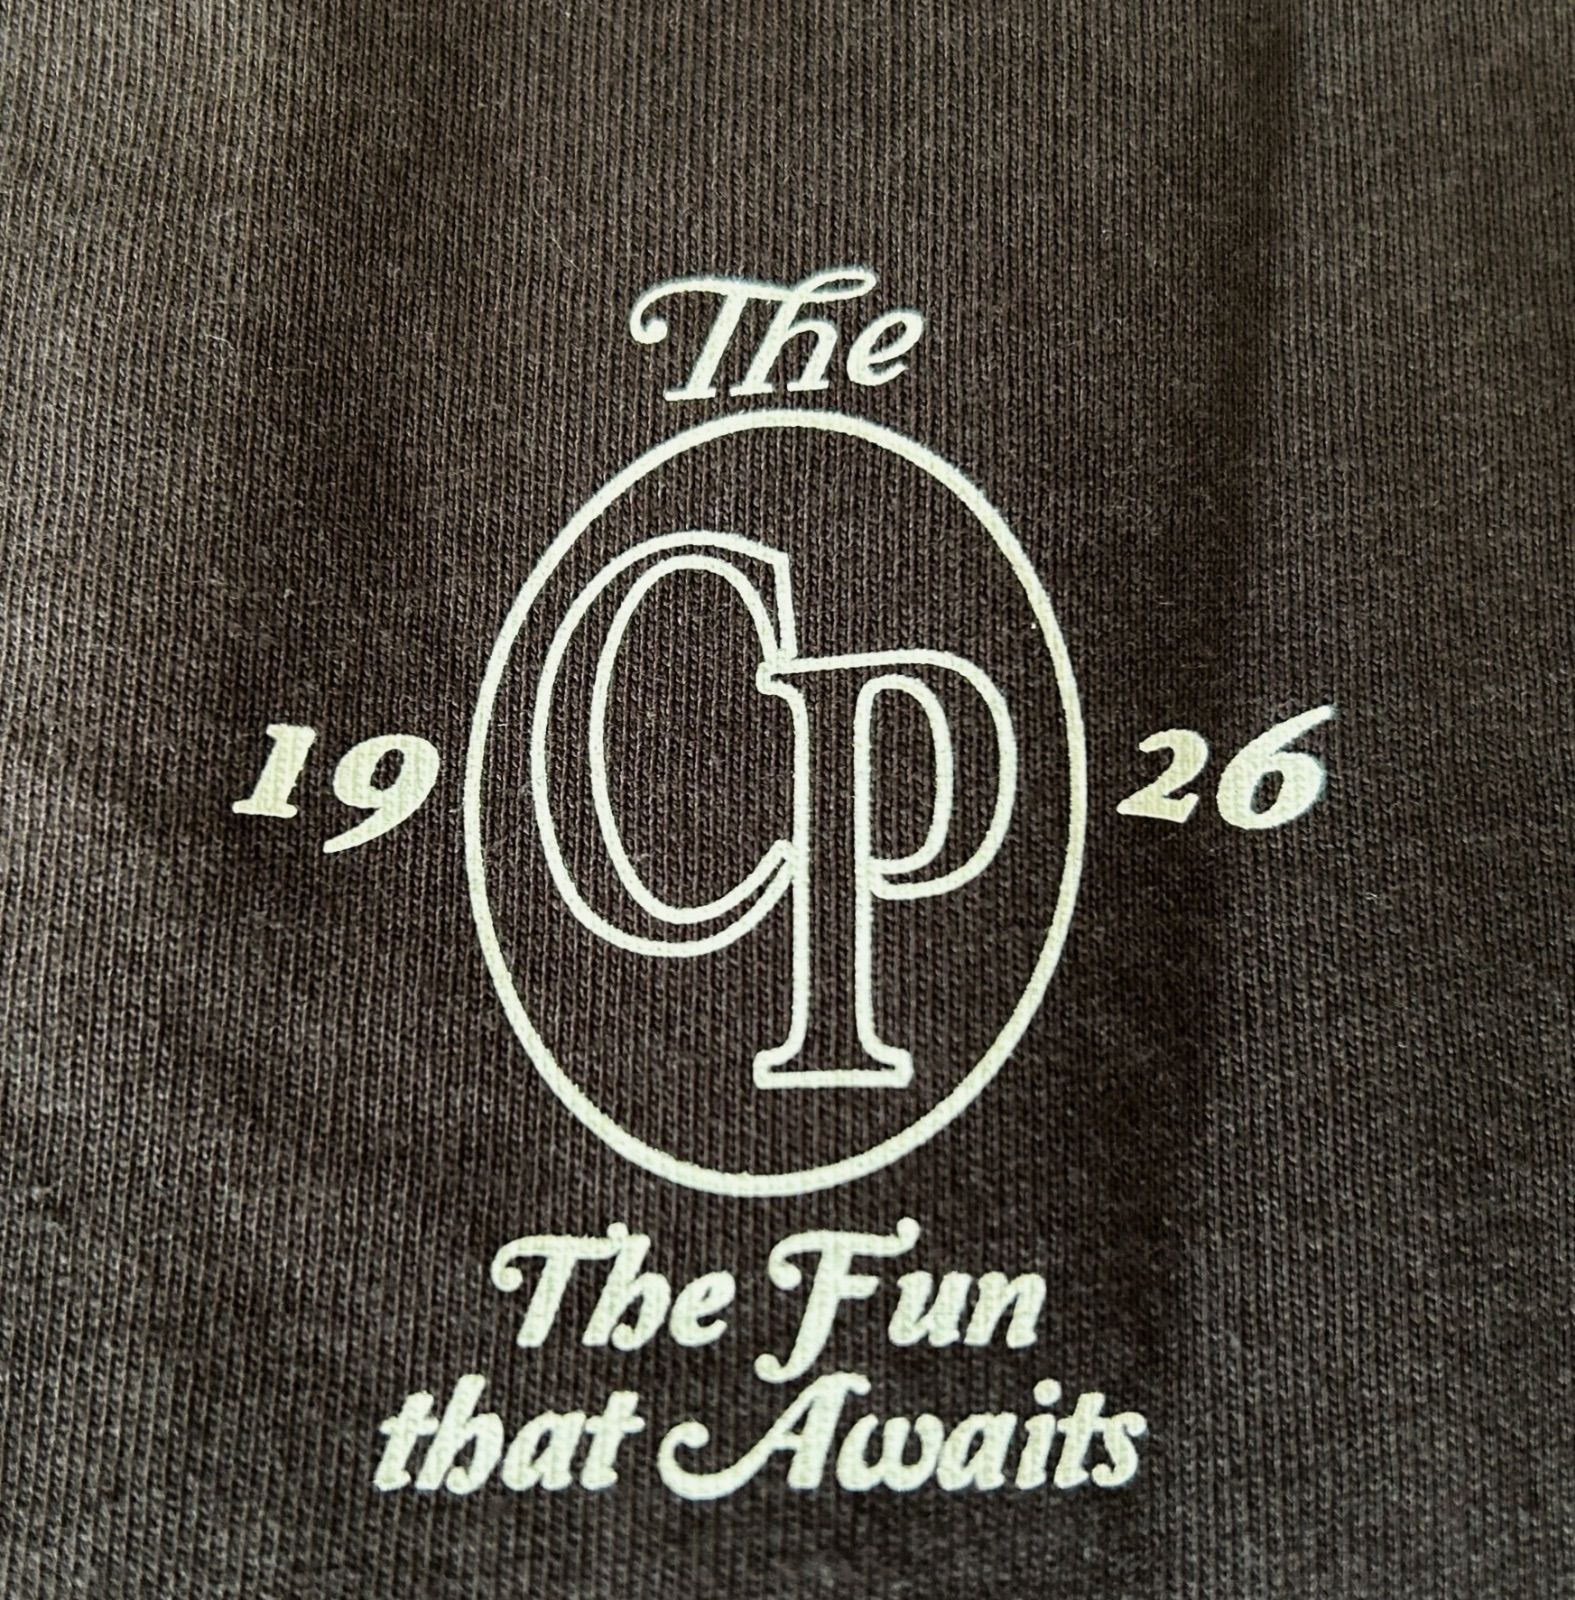 The
19 CP 26
The Fun
that Awaits